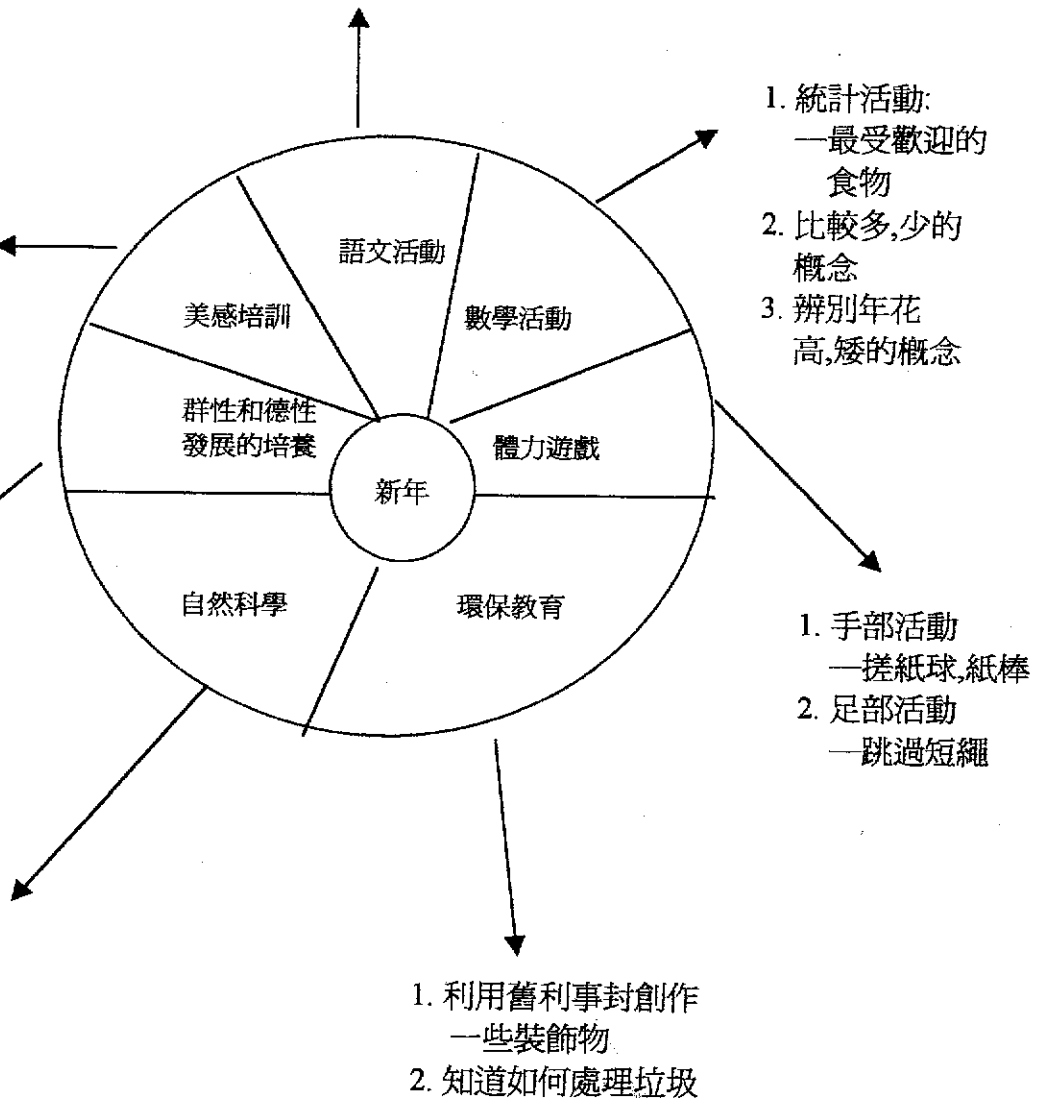 1. 統計活動:
—最受歡迎的
食物
2. 比較多,少的
概念
3. 辨別年花
高,矮的概念
語文活動
美感培訓
數學活動
群性和德性
發展的培養
體力遊戲
新年
自然科學
環保教育
1. 手部活動
—搓紙球,紙棒
2. 足部活動
—跳過短繩
1. 利用舊利事封創作
一些裝飾物
2. 知道如何處理垃圾